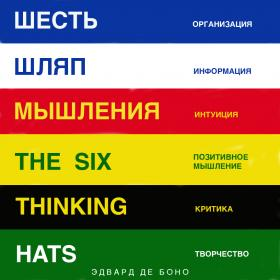 ШЕСТЬ ОРГАНИЗАЦИЯ
ШЛЯП ИНФОРМАЦИЯ
МЫШЛЕНИЯ ИНТУИЦИЯ
THE SIX ПОЗИТИВНОЕ
МЫШЛЕНИЕ
THINKING КРИТИКА
HATS ТВОРЧЕСТВО
ЭДВАРД ДЕ БОНО